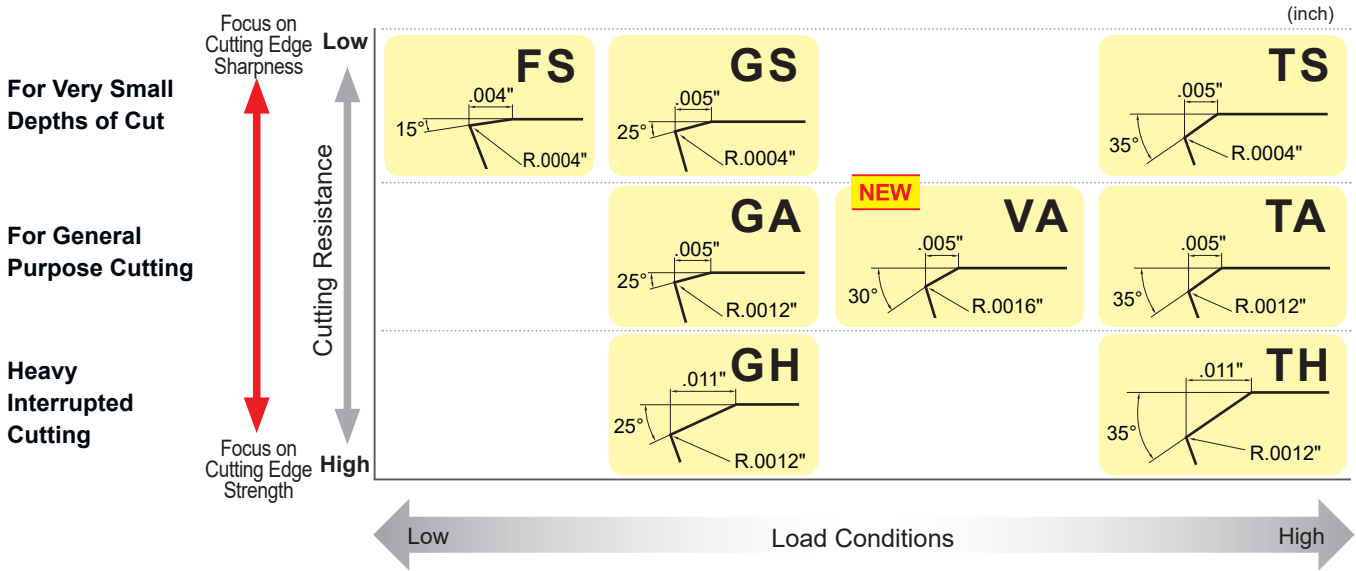 (inch)
Focus on
Cutting Edge
Sharpness
Low
For Very Small
Depths of Cut
FS
.004"
15°
R.0004"
GS
.005"
25°
R.0004"
TS
.005"
35°
R.0004"
Cutting Resistance
For General
Purpose Cutting
GA
.005"
25°
R.0012"
NEW
VA
.005"
30°
R.0016"
TA
.005"
35°
R.0012"
Heavy
Interrupted
Cutting
GH
.011"
25°
R.0012"
TH
.011"
35°
R.0012"
Focus on
Cutting Edge
Strength
High
Low
Load Conditions
High